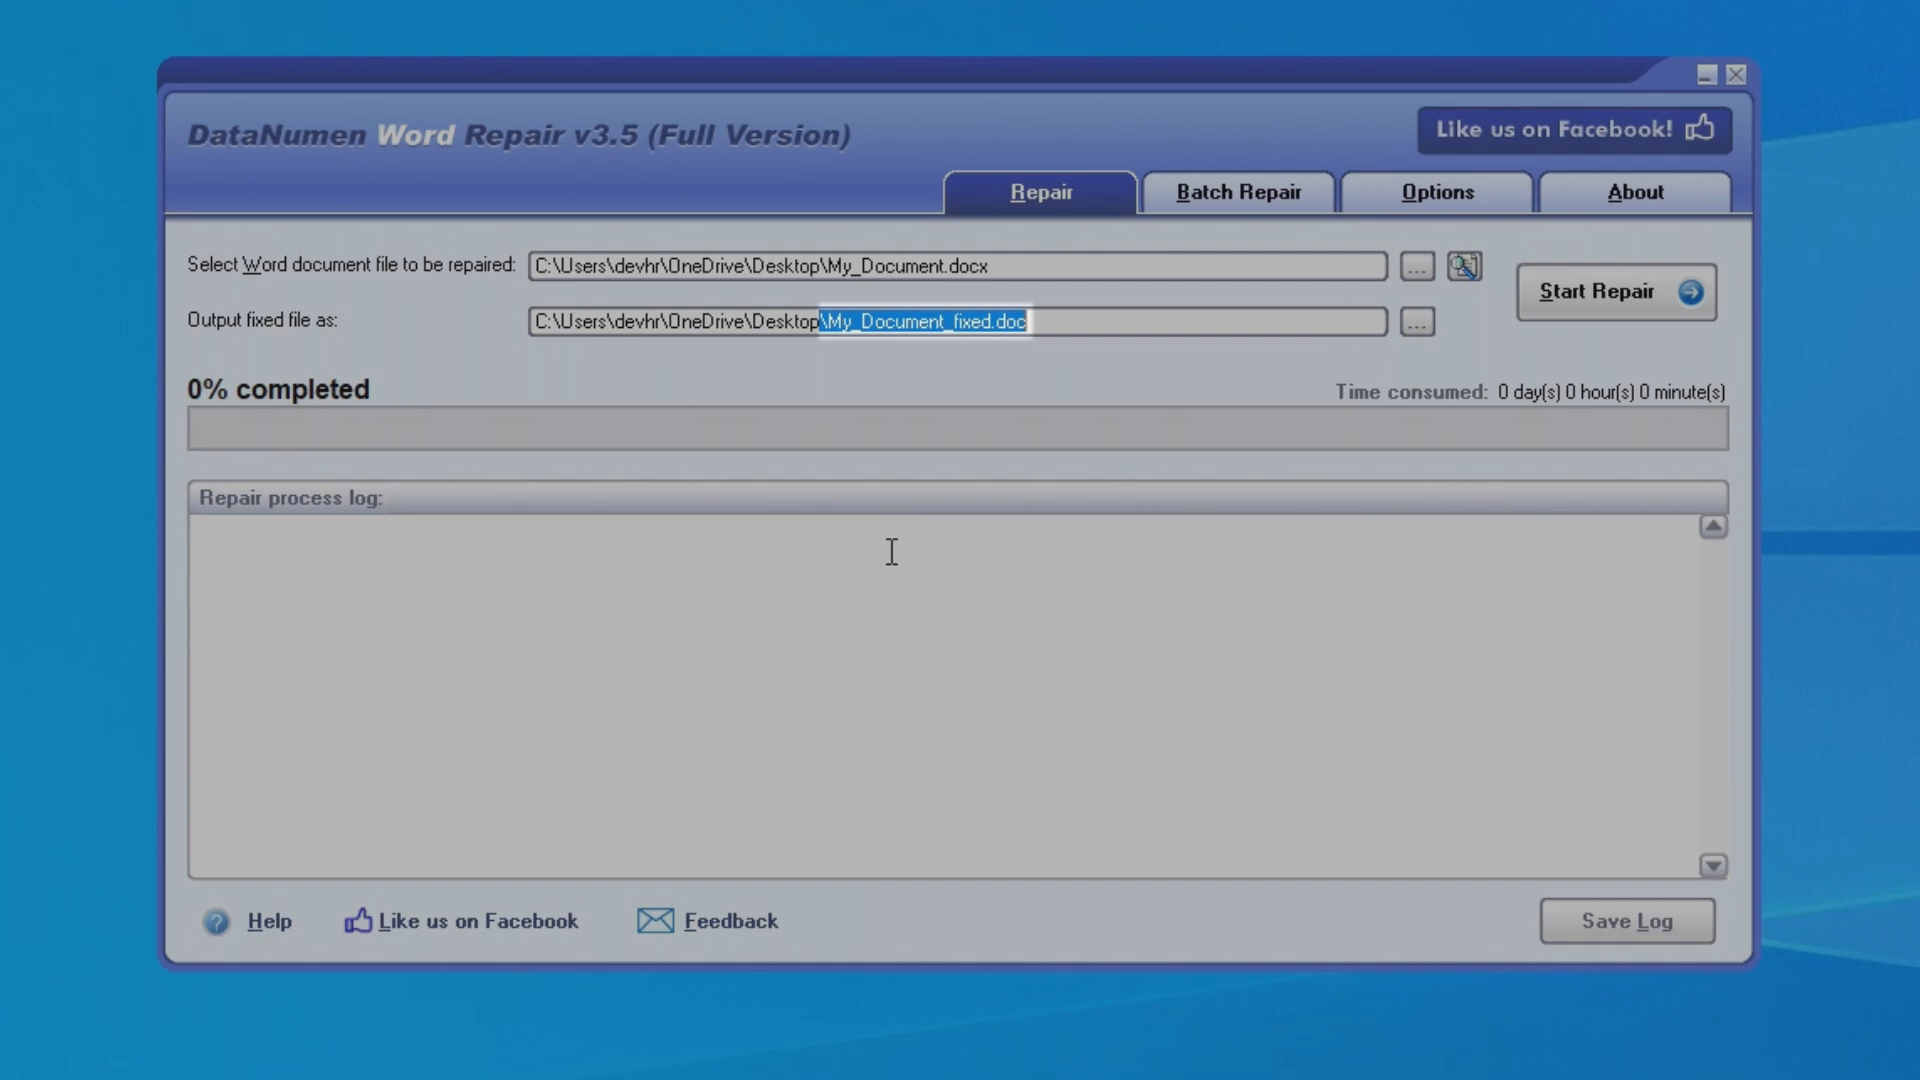 DataNumen Word Repair v3.5 (Full Version)
Like us on Facebook!
Repair
Batch Repair
Options
About
Select Word document file to be repaired:
C:\Users\devhr\OneDrive\Desktop\My_Document.docx
...
Start Repair
Output fixed file as:
C:\Users\devhr\OneDrive\Desktop\My_Document_fixed.doc
...
0% completed
Time consumed: 0 day(s) 0 hour(s) 0 minute(s)
Repair process log:
? Help
Like us on Facebook
Feedback
Save Log